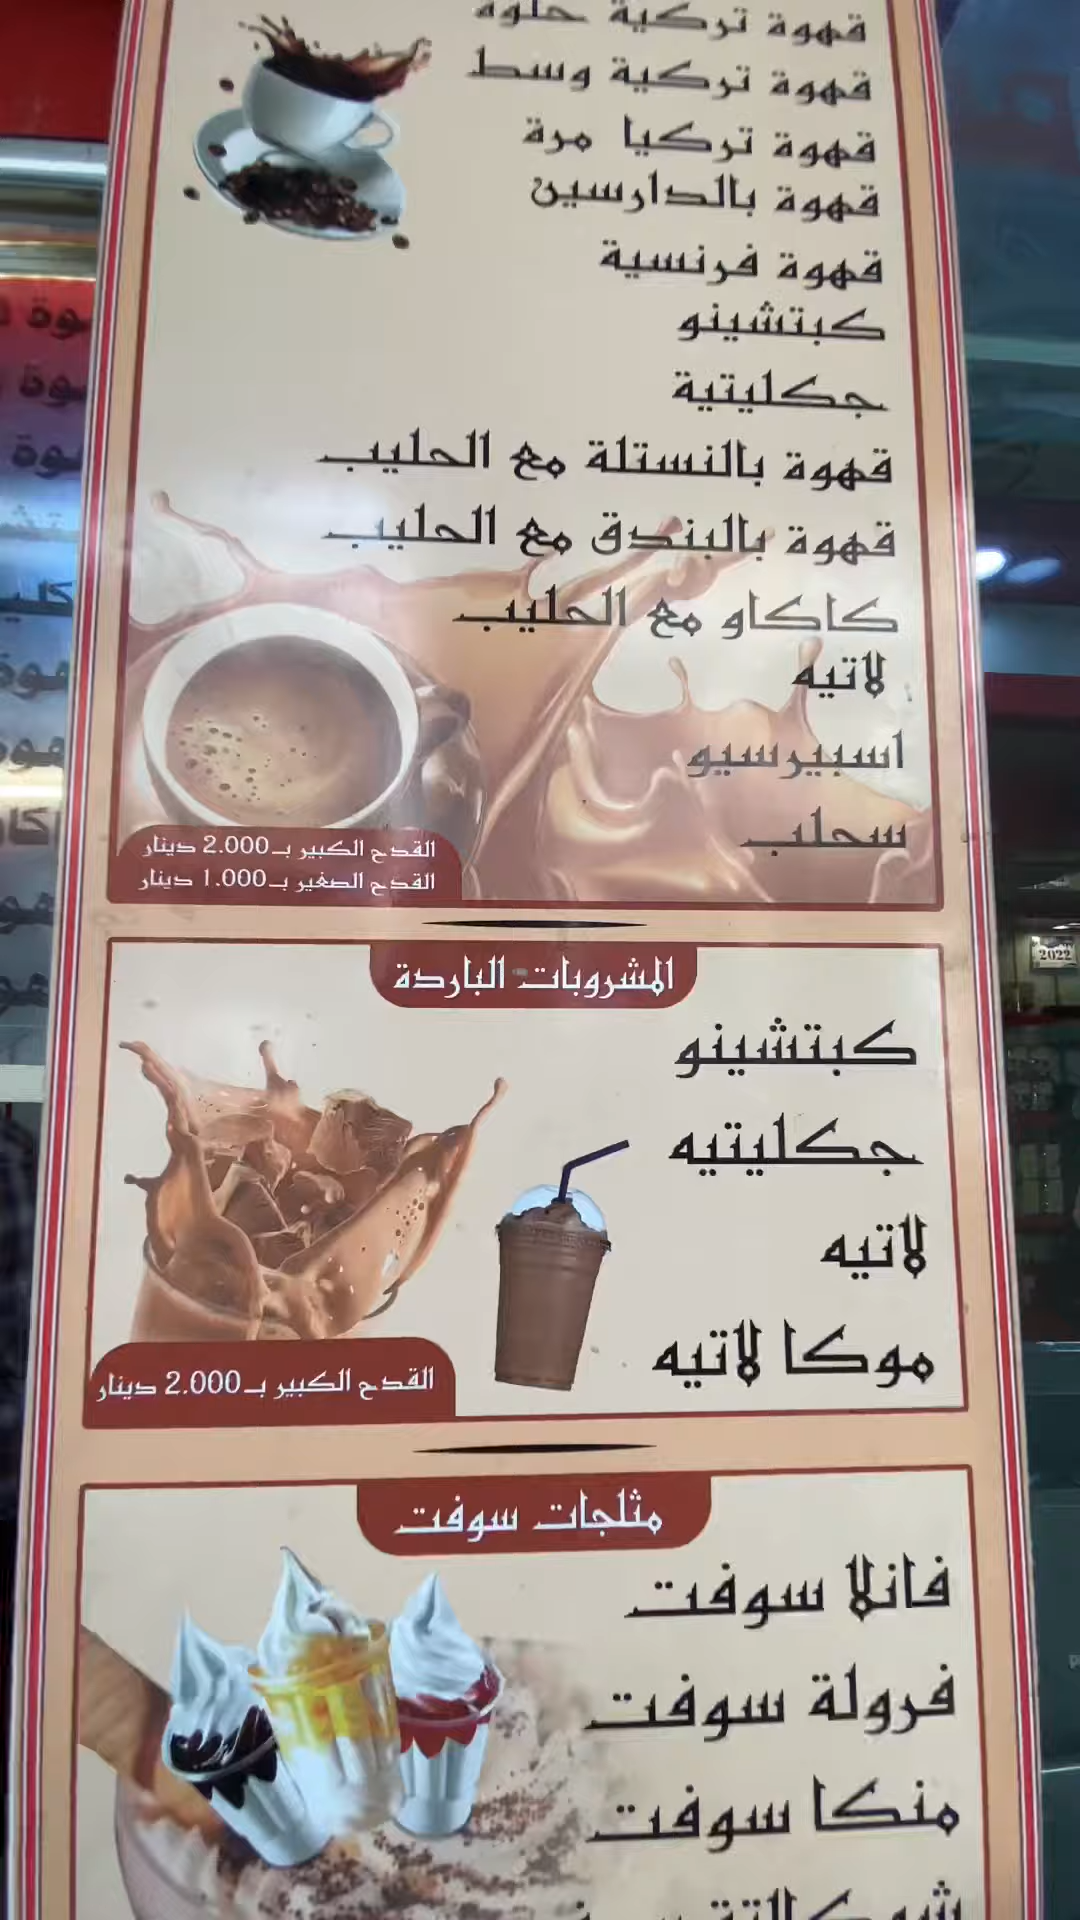 قهوة تركية حلوة
قهوة تركية وسط
قهوة تركيا مرة
قهوة بالدارسين
قهوة فرنسية
كبتشينو
جكليتية
قهوة بالنستلة مع الحليب
قهوة بالبندق مع الحليب
كاكاو مع الحليب
لاتيه
اسبيرسيو
سحلب
القدح الكبير بـ2.000 دينار
القدح الصغير بـ1.000 دينار
المشروبات الباردة
كبتشينو
جكليتيه
لاتيه
موكا لاتيه
القدح الكبير بـ2.000 دينار
مثلجات سوفت
فانلا سوفت
فرولة سوفت
منكا سوفت
2022